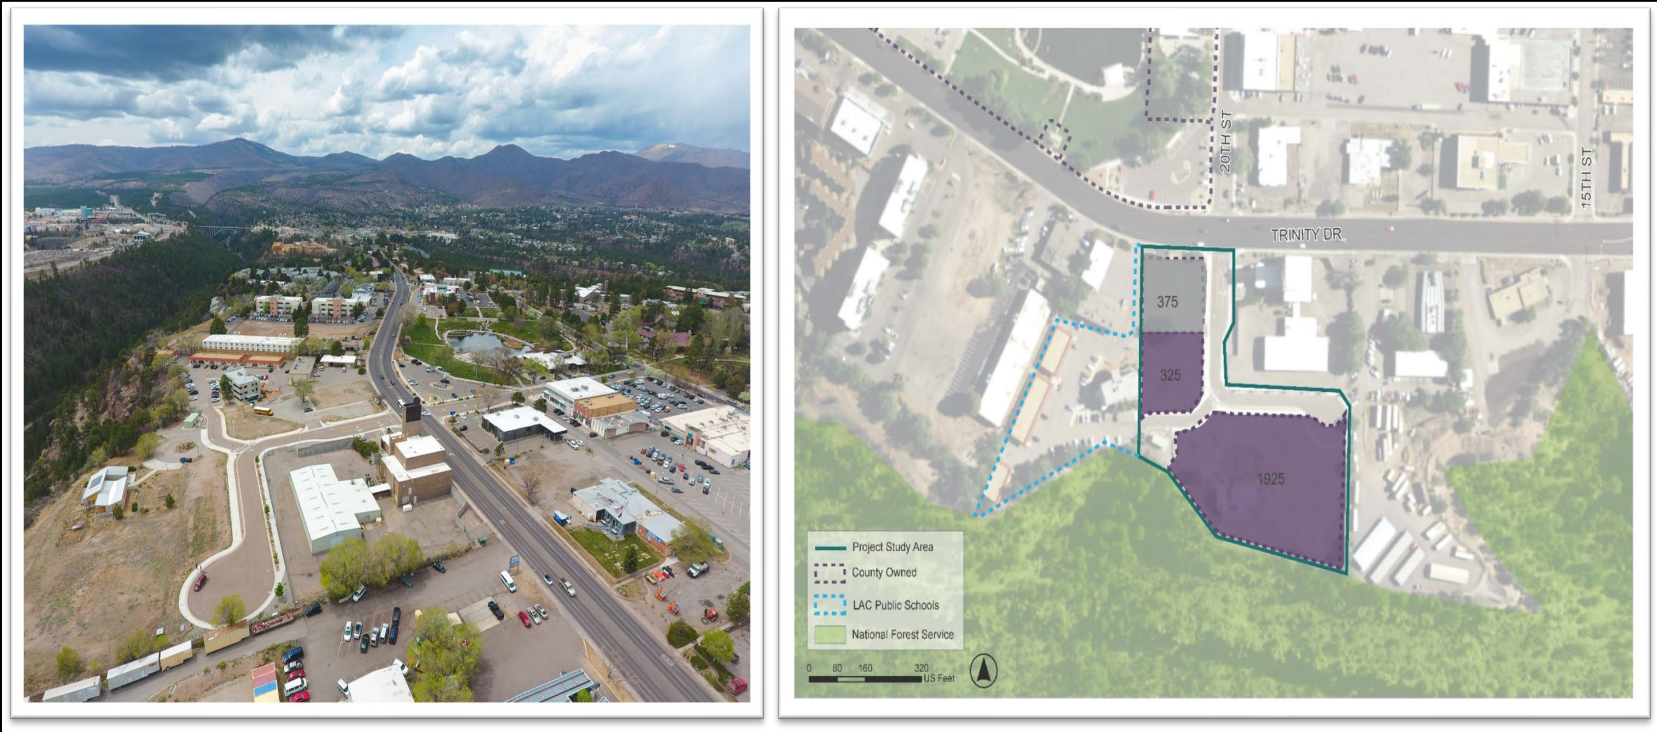 20TH ST
15TH ST
TRINITY DR.
375
325
1925
Project Study Area
County Owned
LAC Public Schools
National Forest Service
0 80 160 320
US Feet